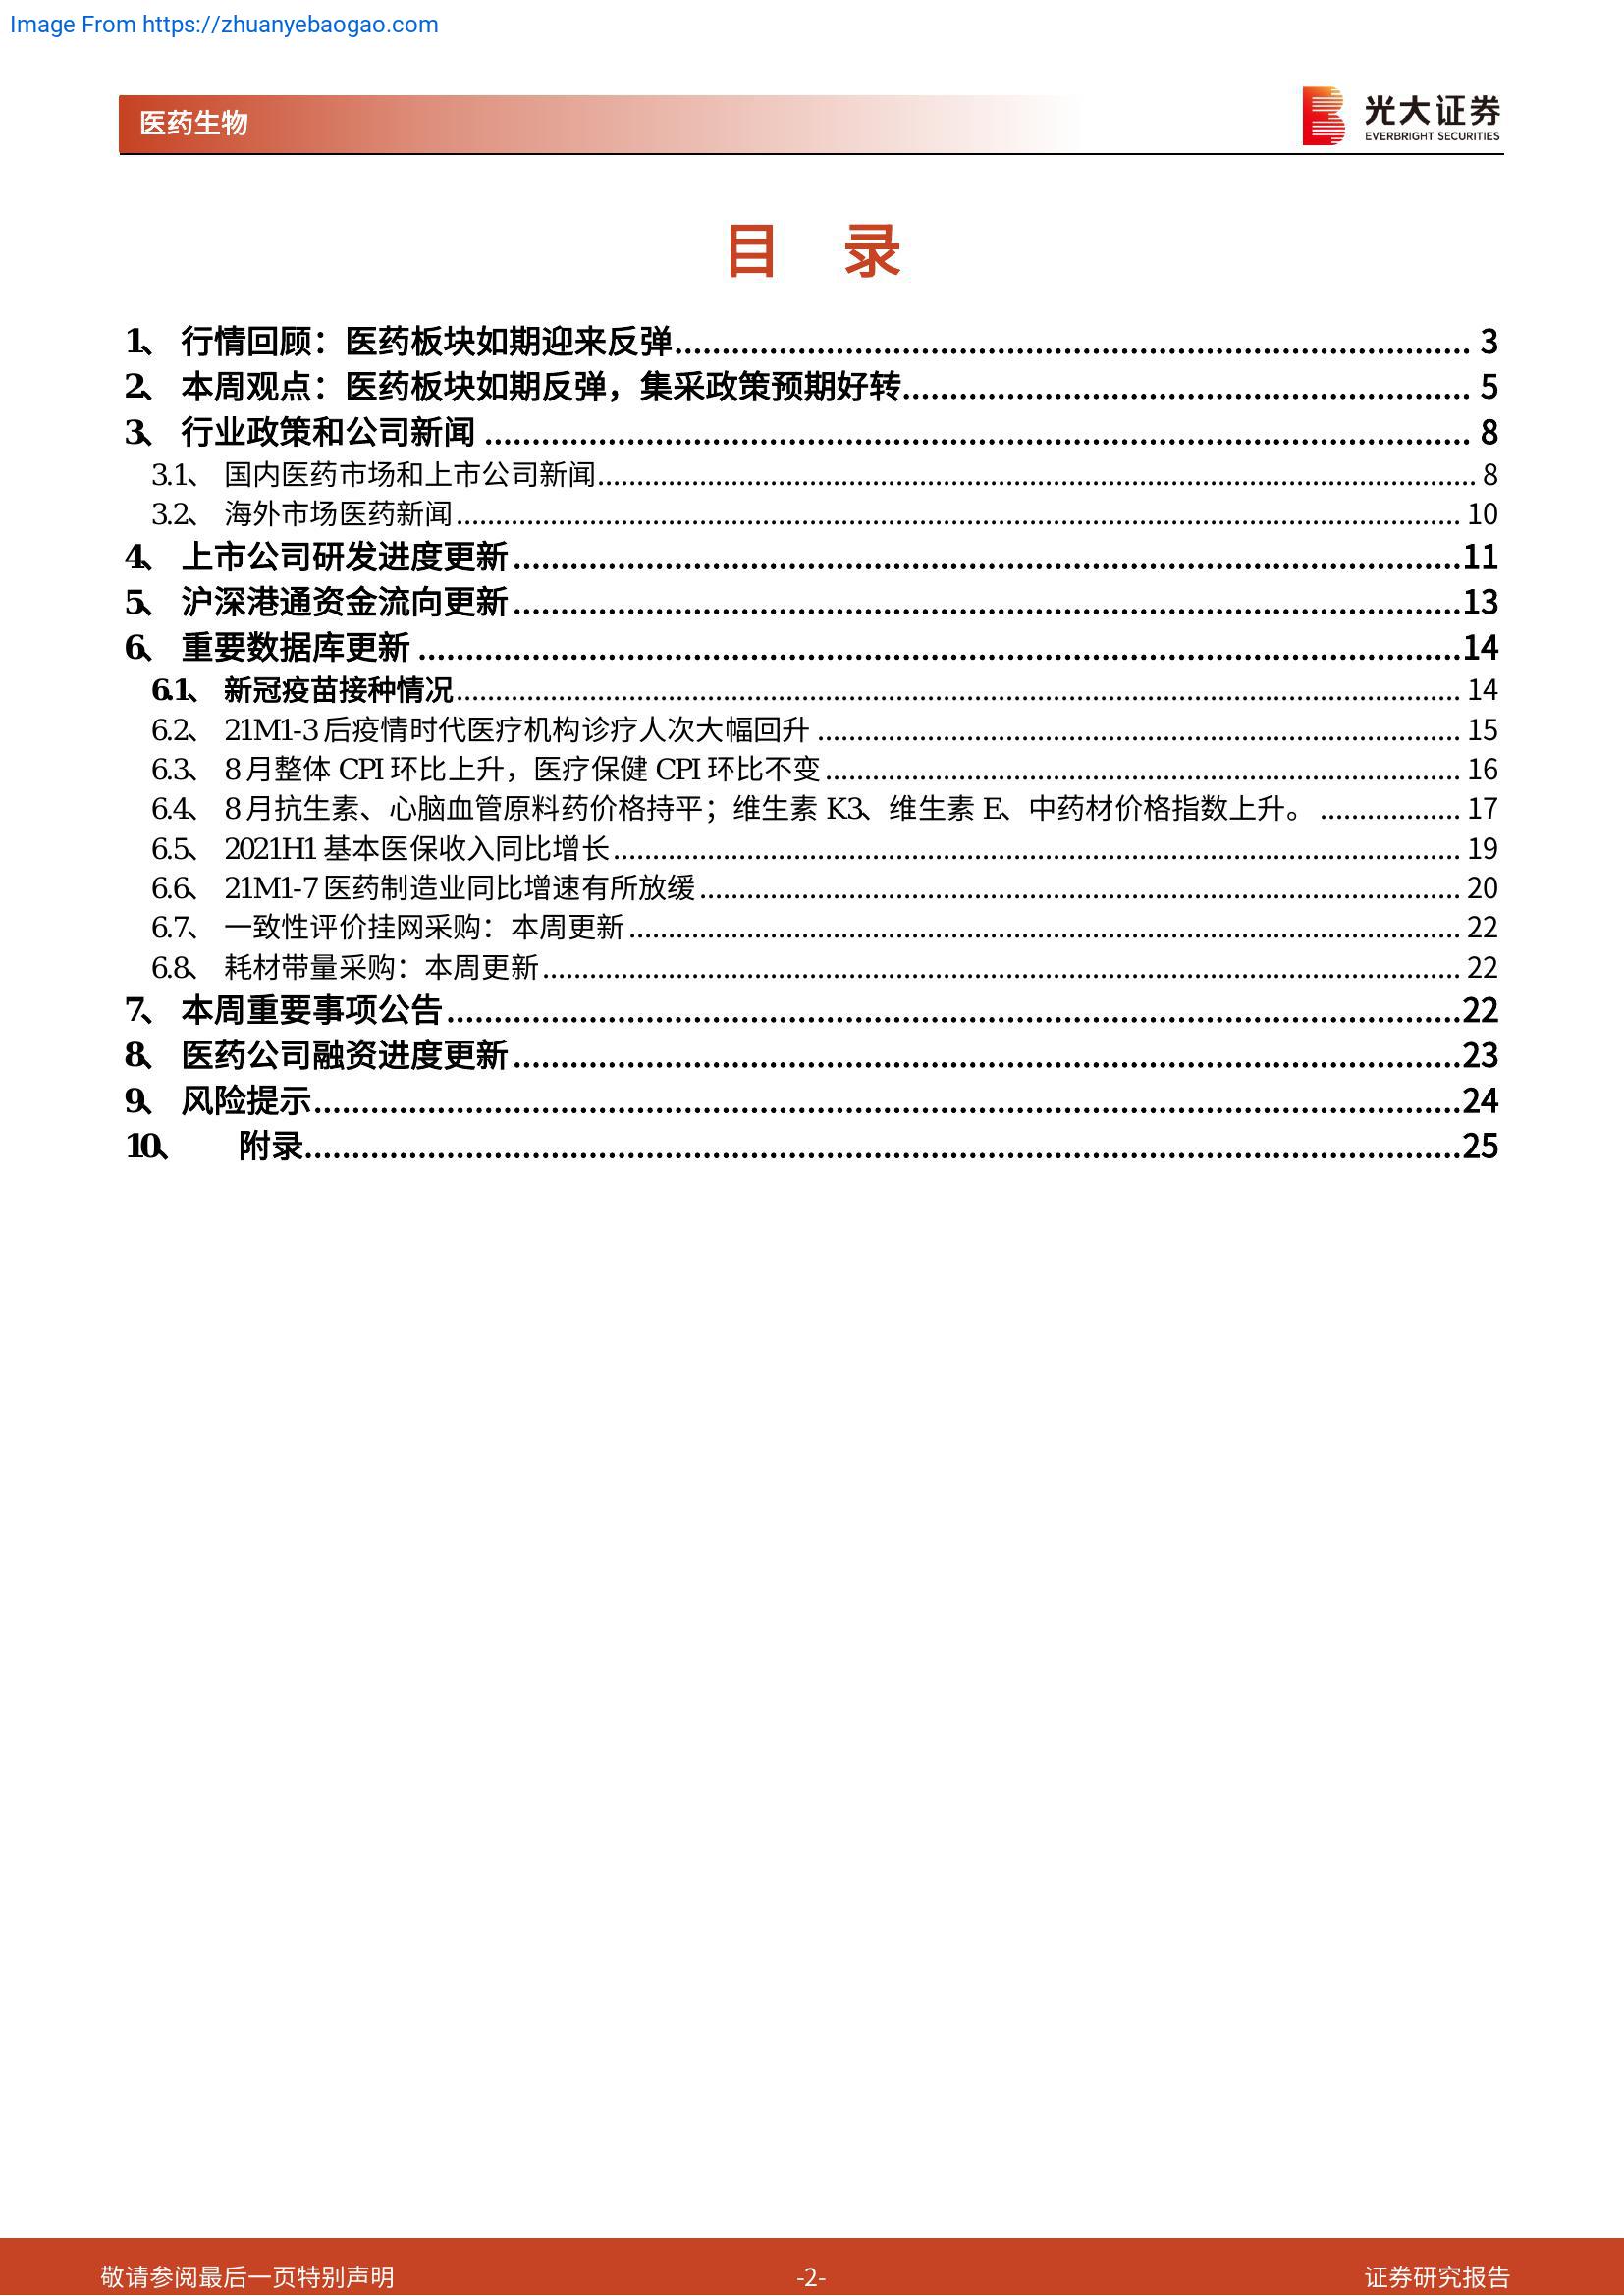 Image From https://zhuanyebaogao.com
医药生物
光大证券
EVERBRIGHT SECURITIES
目 录
1、 行情回顾：医药板块如期迎来反弹 3
2、 本周观点：医药板块如期反弹，集采政策预期好转 5
3、 行业政策和公司新闻 8
3.1、 国内医药市场和上市公司新闻 8
3.2、 海外市场医药新闻 10
4、 上市公司研发进度更新 11
5、 沪深港通资金流向更新 13
6、 重要数据库更新 14
6.1、 新冠疫苗接种情况 14
6.2、 21M1-3 后疫情时代医疗机构诊疗人次大幅回升 15
6.3、 8 月整体 CPI 环比上升，医疗保健 CPI 环比不变 16
6.4、 8 月抗生素、心脑血管原料药价格持平；维生素 K3、维生素 E、中药材价格指数上升。 17
6.5、 2021H1 基本医保收入同比增长 19
6.6、 21M1-7 医药制造业同比增速有所放缓 20
6.7、 一致性评价挂网采购：本周更新 22
6.8、 耗材带量采购：本周更新 22
7、 本周重要事项公告 22
8、 医药公司融资进度更新 23
9、 风险提示 24
10、 附录 25
敬请参阅最后一页特别声明
-2-
证券研究报告